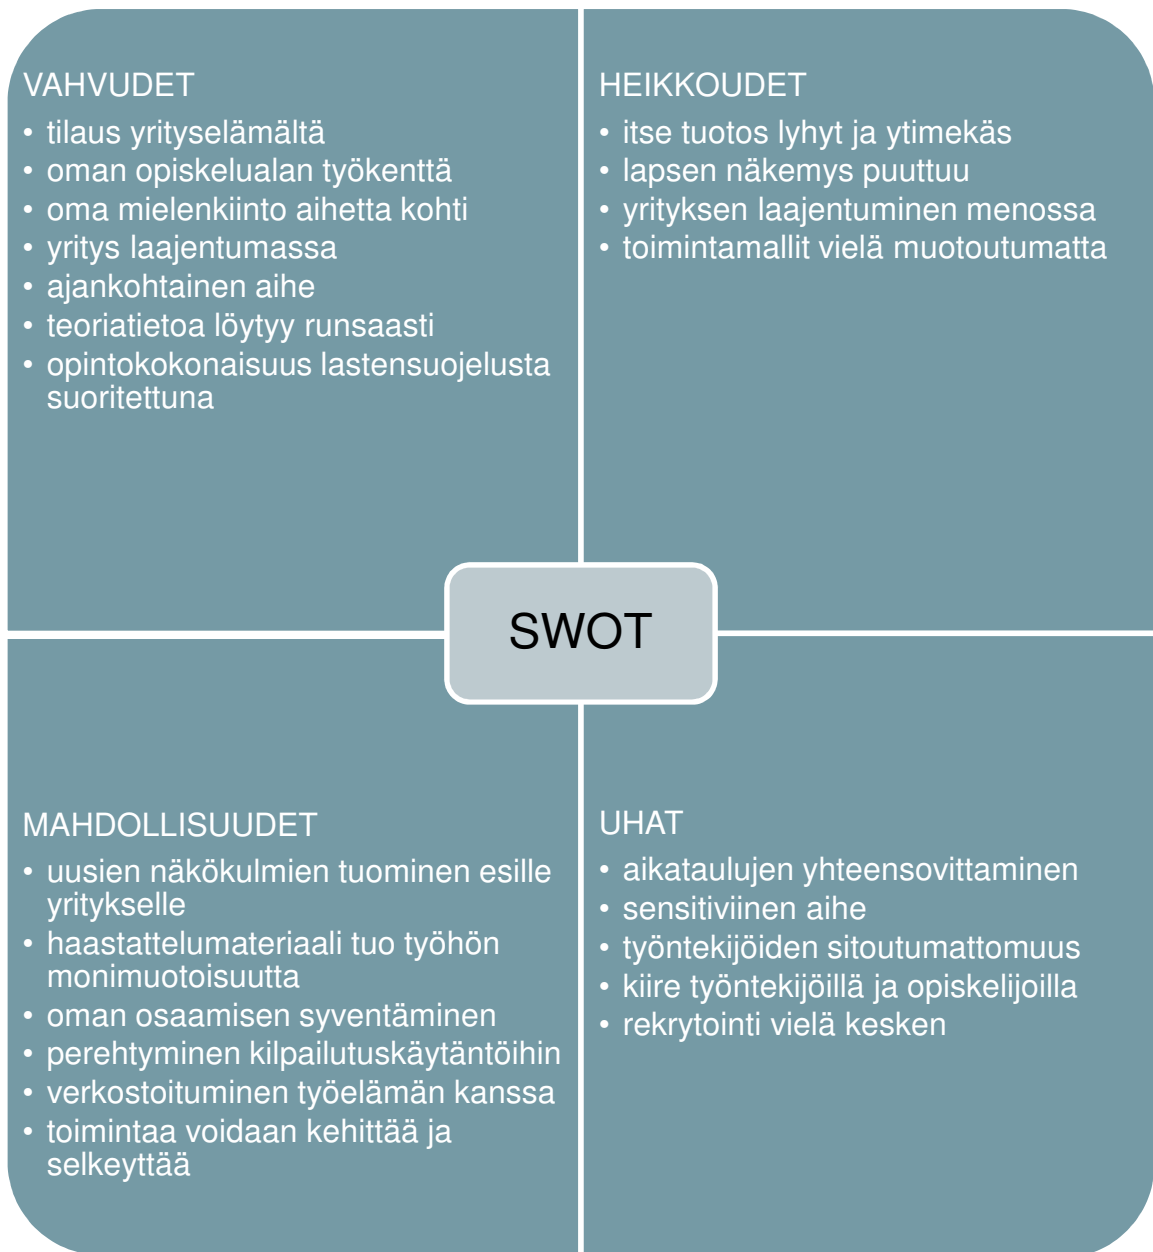 VAHVUDET
• tilaus yrityselämältä
• oman opiskelualan työkenttä
• oma mielenkiinto aihetta kohti
• yritys laajentumassa
• ajankohtainen aihe
• teoriatietoa löytyy runsaasti
• opintokokonaisuus lastensuojelusta
suoritettuna
HEIKKOUDET
• itse tuotos lyhyt ja ytimekäs
• lapsen näkemys puuttuu
• yrityksen laajentuminen menossa
• toimintamallit vielä muotoutumatta
SWOT
MAHDOLLISUUDET
• uusien näkökulmien tuominen esille
yritykselle
• haastattelumateriaali tuo työhön
monimuotoisuutta
• oman osaamisen syventäminen
• perehtyminen kilpailutuskäytäntöihin
• verkostoituminen työelämän kanssa
• toimintaa voidaan kehittää ja
selkeyttää
UHAT
• aikataulujen yhteensovittaminen
• sensitiviinen aihe
• työntekijöiden sitoutumattomuus
• kiire työntekijöillä ja opiskelijoilla
• rekrytointi vielä kesken